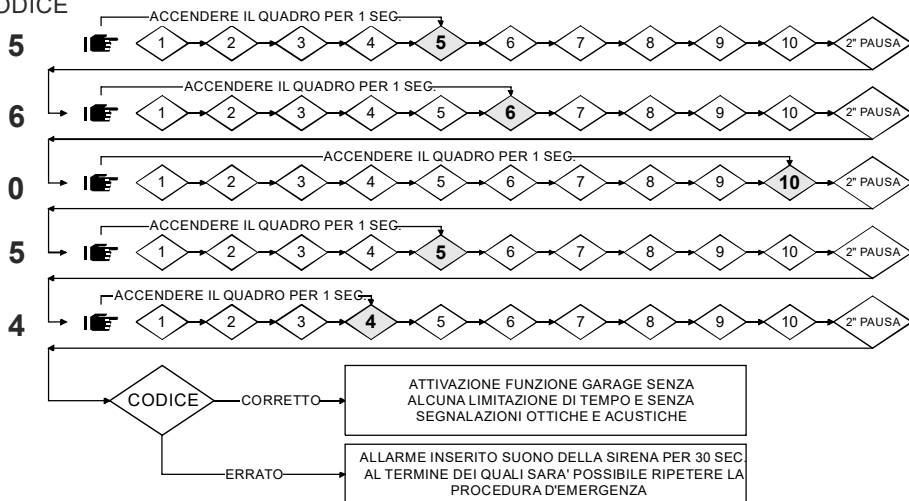 CODICE
ACCENDERE IL QUADRO PER 1 SEC.
5 1 2 3 4 5 6 7 8 9 10 2" PAUSA
ACCENDERE IL QUADRO PER 1 SEC.
6 1 2 3 4 5 6 7 8 9 10 2" PAUSA
ACCENDERE IL QUADRO PER 1 SEC.
0 1 2 3 4 5 6 7 8 9 10 2" PAUSA
ACCENDERE IL QUADRO PER 1 SEC.
5 1 2 3 4 5 6 7 8 9 10 2" PAUSA
ACCENDERE IL QUADRO PER 1 SEC.
4 1 2 3 4 5 6 7 8 9 10 2" PAUSA
CODICE
CORRETTO
ATTIVAZIONE FUNZIONE GARAGE SENZA
ALCUNA LIMITAZIONE DI TEMPO E SENZA
SEGNALAZIONI OTTICHE E ACUSTICHE
ERRATO
ALLARME INSERITO SUONO DELLA SIRENA PER 30 SEC.
AL TERMINE DEI QUALI SARA' POSSIBILE RIPETERE LA
PROCEDURA D'EMERGENZA